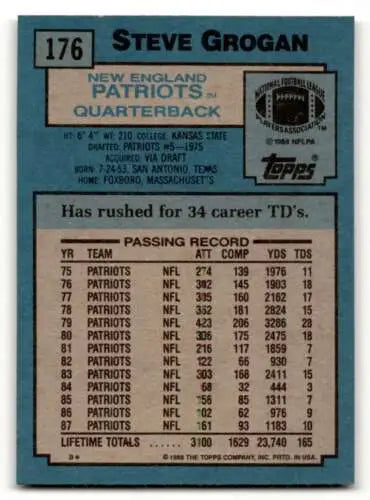 176 STEVE GROGAN
NEW ENGLAND
PATRIOTS TM
QUARTERBACK
NATIONAL FOOTBALL LEAGUE
PLAYERS ASSOCIATION
© 1988 NFLPA
Topps
HT: 6' 4" WT: 210 COLLEGE: KANSAS STATE
DRAFTED: PATRIOTS #5-1975
ACQUIRED: VIA DRAFT
BORN: 7-24-53, SAN ANTONIO, TEXAS
HOME: FOXBORO, MASSACHUSETTS
Has rushed for 34 career TD's.
PASSING RECORD
YR TEAM ATT COMP YDS TDS
75 PATRIOTS NFL 274 139 1976 11
76 PATRIOTS NFL 302 145 1903 18
77 PATRIOTS NFL 305 160 2162 17
78 PATRIOTS NFL 362 181 2824 15
79 PATRIOTS NFL 423 206 3286 28
80 PATRIOTS NFL 306 175 2475 18
81 PATRIOTS NFL 216 117 1859 7
82 PATRIOTS NFL 122 66 930 7
83 PATRIOTS NFL 303 168 2411 15
84 PATRIOTS NFL 68 32 444 3
85 PATRIOTS NFL 156 85 1311 7
86 PATRIOTS NFL 102 62 976 9
87 PATRIOTS NFL 161 93 1183 10
LIFETIME TOTALS ...... 3100 1629 23,740 165
© 1988 THE TOPPS COMPANY, INC. PRTD. IN U.S.A.